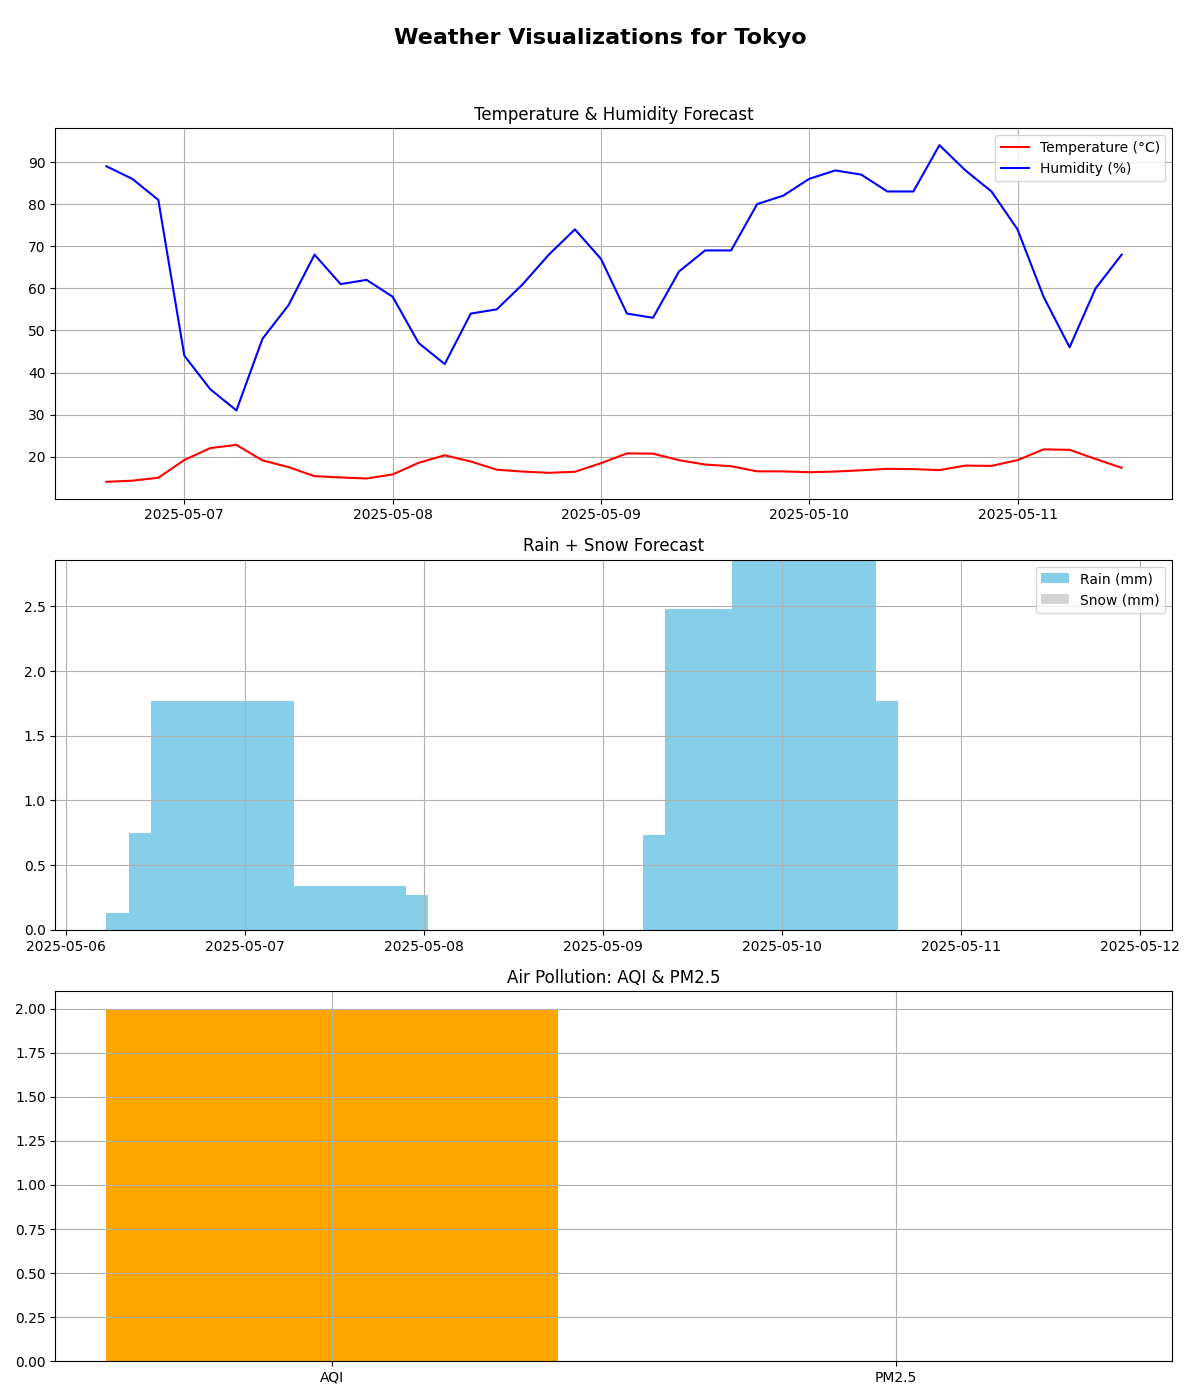 Weather Visualizations for Tokyo
Temperature & Humidity Forecast
Temperature (°C)
Humidity (%)
90
80
70
60
50
40
30
20
2025-05-07 2025-05-08 2025-05-09 2025-05-10 2025-05-11
Rain + Snow Forecast
Rain (mm)
Snow (mm)
2.5
2.0
1.5
1.0
0.5
0.0
2025-05-06 2025-05-07 2025-05-08 2025-05-09 2025-05-10 2025-05-11 2025-05-12
Air Pollution: AQI & PM2.5
2.00
1.75
1.50
1.25
1.00
0.75
0.50
0.25
0.00
AQI PM2.5